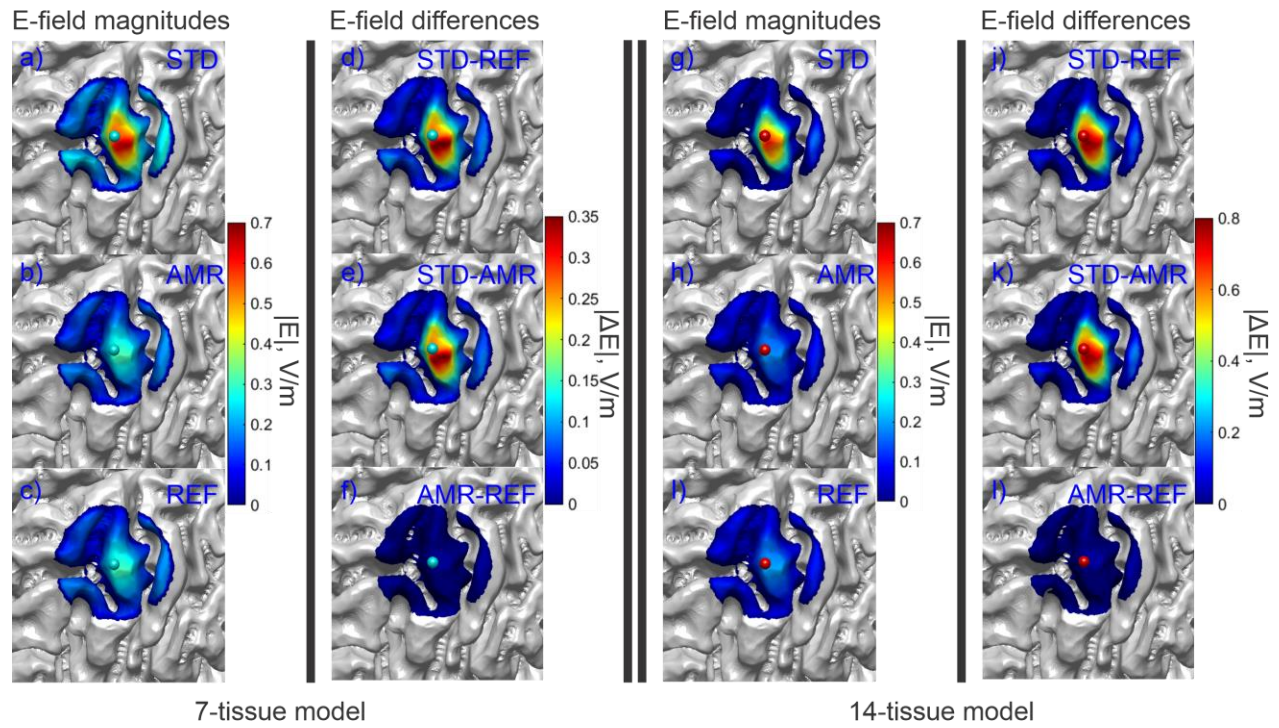 E-field magnitudes
E-field differences
E-field magnitudes
E-field differences
a) STD
b) AMR
c) REF
0.7
0.6
0.5
0.4
0.3
0.2
0.1
0
|E|, V/m
d) STD-REF
e) STD-AMR
f) AMR-REF
0.35
0.3
0.25
0.2
0.15
0.1
0.05
0
|ΔE|, V/m
g) STD
h) AMR
l) REF
0.7
0.6
0.5
0.4
0.3
0.2
0.1
0
|E|, V/m
j) STD-REF
k) STD-AMR
l) AMR-REF
0.8
0.6
0.4
0.2
0
|ΔE|, V/m
7-tissue model
14-tissue model